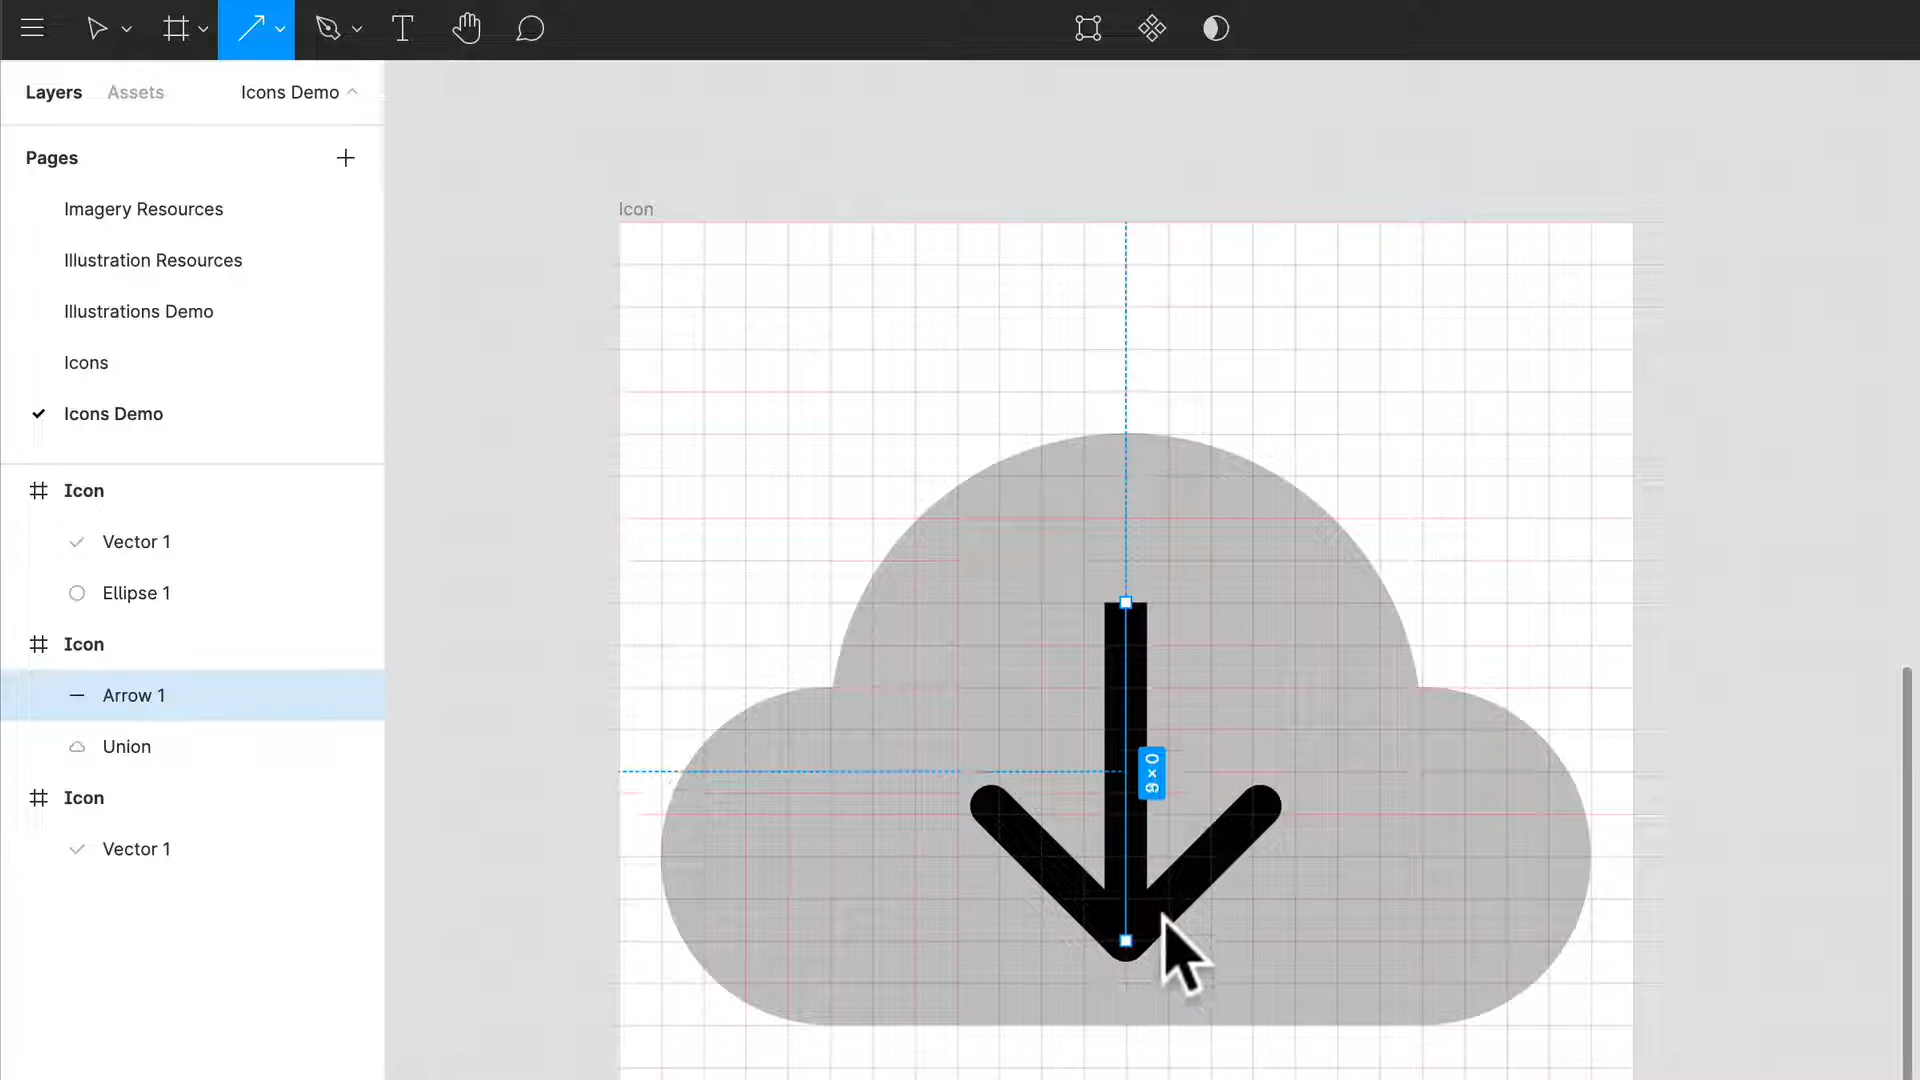 Layers Assets Icons Demo
Pages
Imagery Resources
Illustration Resources
Illustrations Demo
Icons
Icons Demo
Icon
Vector 1
Ellipse 1
Icon
Arrow 1
Union
Icon
Vector 1
Icon
9 × 0